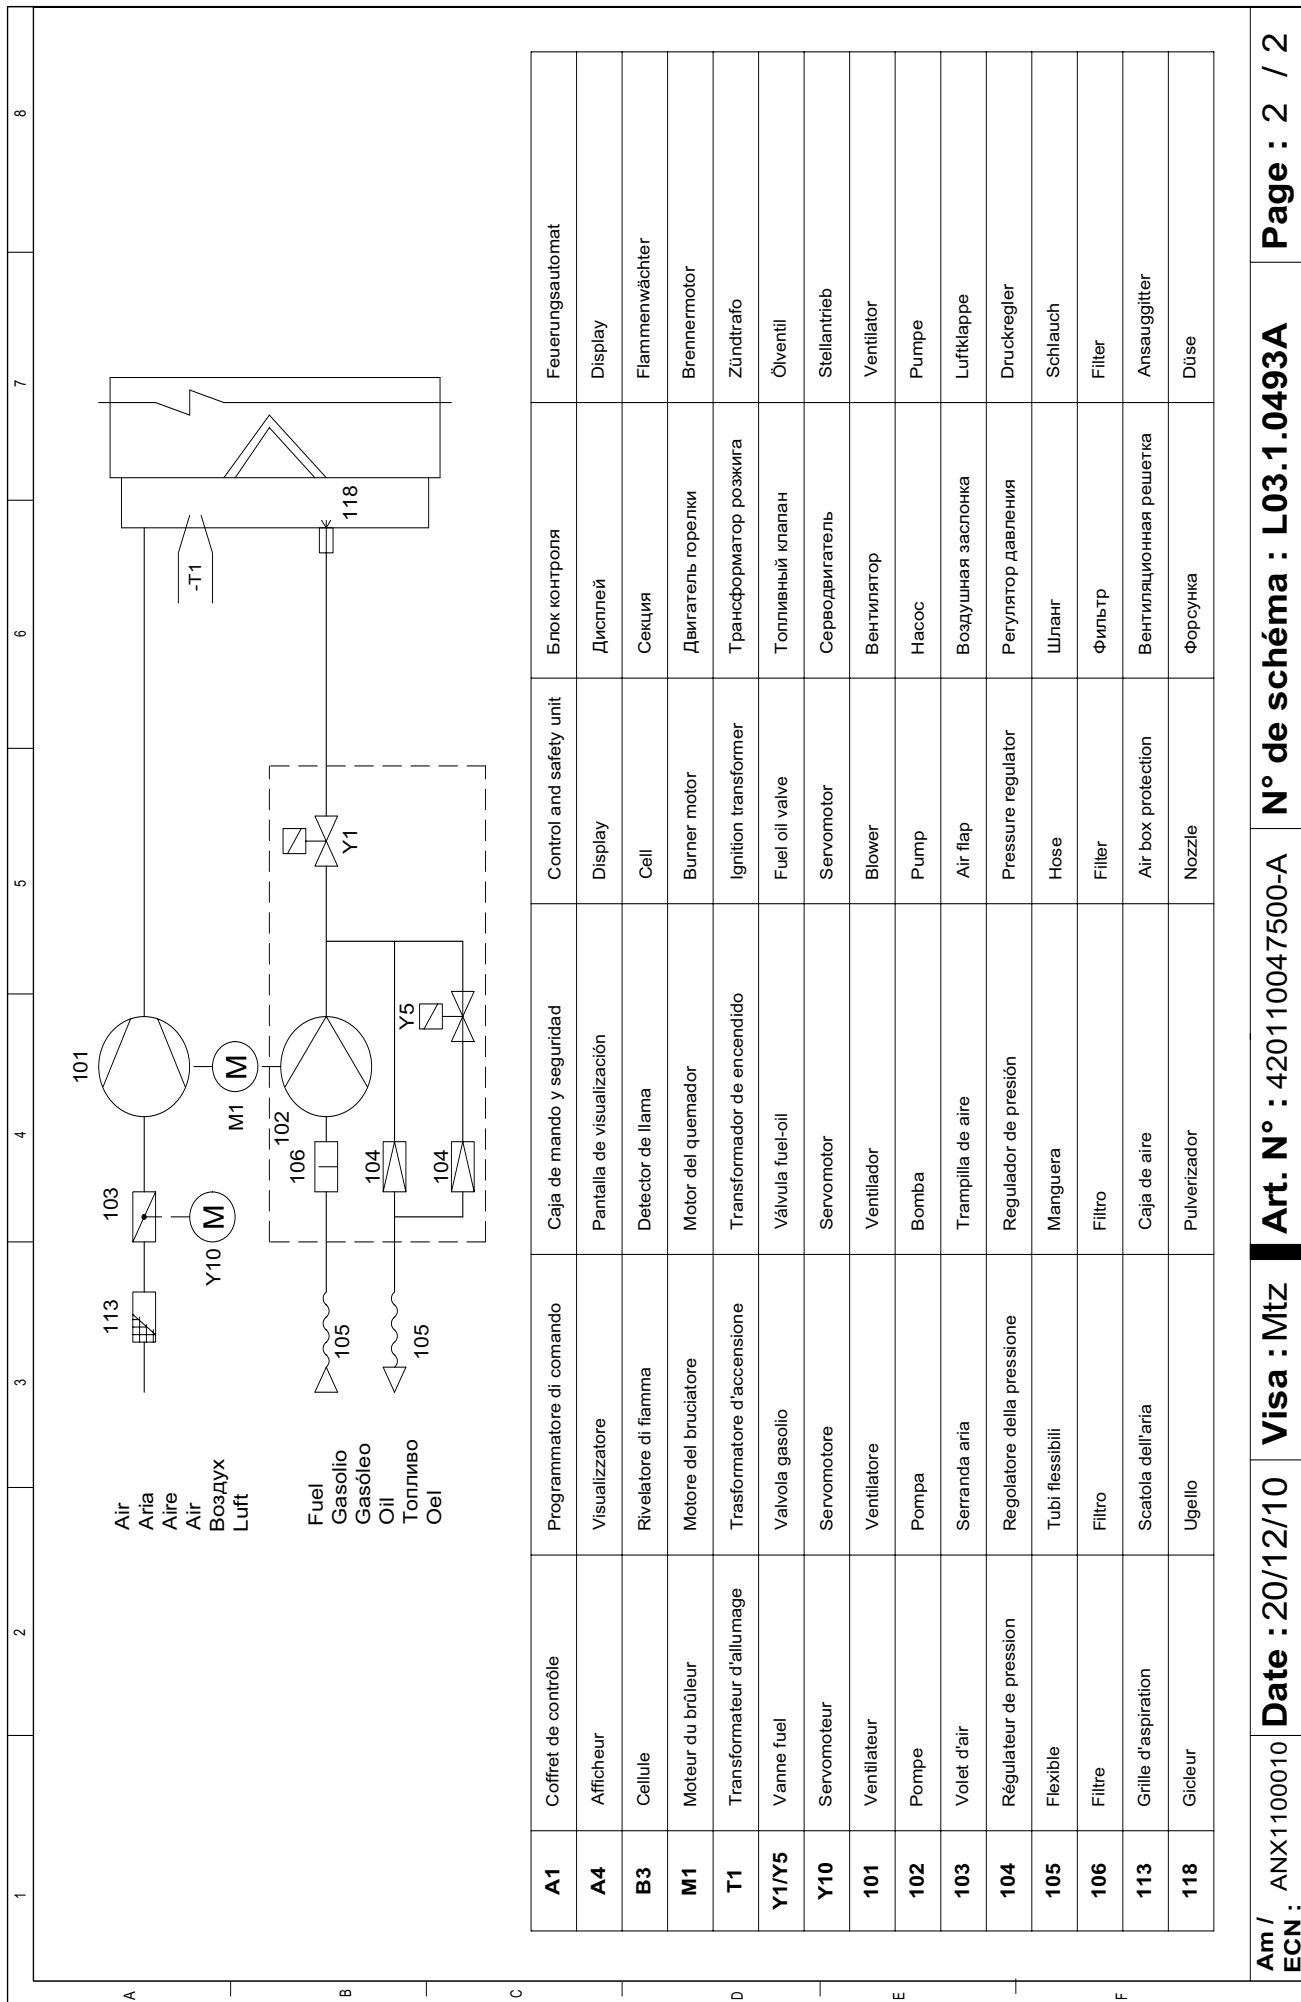 1 2 3 4 5 6 7 8
A
B
C
D
E
F
Air
Aria
Aire
Air
Воздух
Luft
Fuel
Gasolio
Gasóleo
Oil
Топливо
Oel
113
103
Y10
M
101
M1
M
102
106
104
104
105
105
Y5
Y1
-T1
118
A1 Coffret de contrôle Programmatore di comando Caja de mando y seguridad Control and safety unit Блок контроля Feuerungsautomat
A4 Afficheur Visualizzatore Pantalla de visualización Display Дисплей Display
B3 Cellule Rivelatore di fiamma Detector de llama Cell Секция Flammenwächter
M1 Moteur du brûleur Motore del bruciatore Motor del quemador Burner motor Двигатель горелки Brennermotor
T1 Transformateur d'allumage Trasformatore d'accensione Transformador de encendido Ignition transformer Трансформатор розжига Zündtrafo
Y1/Y5 Vanne fuel Valvola gasolio Válvula fuel-oil Fuel oil valve Топливный клапан Ölventil
Y10 Servomoteur Servomotore Servomotor Servomotor Серводвигатель Stellantrieb
101 Ventilateur Ventilatore Ventilador Blower Вентилятор Ventilator
102 Pompe Pompa Bomba Pump Насос Pumpe
103 Volet d'air Serranda aria Trampilla de aire Air flap Воздушная заслонка Luftklappe
104 Régulateur de pression Regolatore della pressione Regulador de presión Pressure regulator Регулятор давления Druckregler
105 Flexible Tubi flessibili Manguera Hose Шланг Schlauch
106 Filtre Filtro Filtro Filter Фильтр Filter
113 Grille d'aspiration Scatola dell'aria Caja de aire Air box protection Вентиляционная решетка Ansauggitter
118 Gicleur Ugello Pulverizador Nozzle Форсунка Düse
Am / ECN : ANX1100010 Date : 20/12/10 Visa : Mtz Art. N° : 420110047500-A N° de schéma : L03.1.0493A Page : 2 / 2